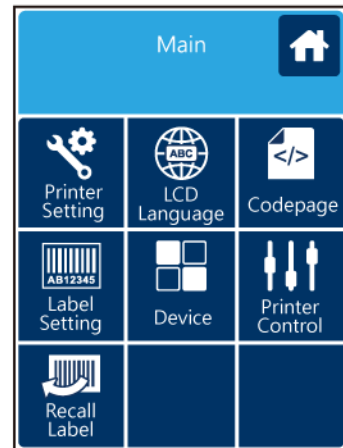 Main
ABC
</>
Printer
Setting
LCD
Language
Codepage
AB12345
Label
Setting
Device
Printer
Control
Recall
Label